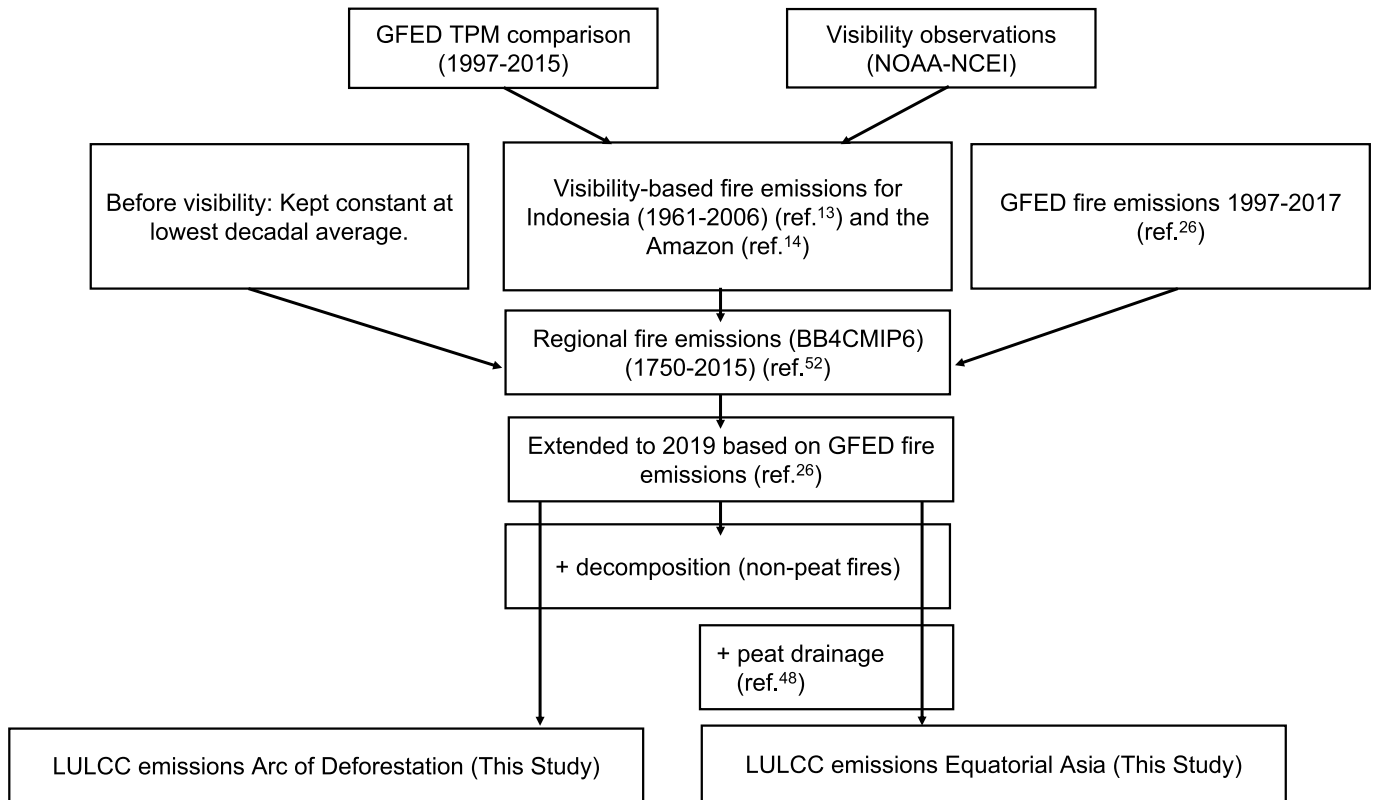 GFED TPM comparison
(1997-2015)
Visibility observations
(NOAA-NCEI)
Before visibility: Kept constant at
lowest decadal average.
Visibility-based fire emissions for
Indonesia (1961-2006) (ref.¹³) and the
Amazon (ref.¹⁴)
GFED fire emissions 1997-2017
(ref.²⁶)
Regional fire emissions (BB4CMIP6)
(1750-2015) (ref.⁵²)
Extended to 2019 based on GFED fire
emissions (ref.²⁶)
+ decomposition (non-peat fires)
+ peat drainage
(ref.⁴⁸)
LULCC emissions Arc of Deforestation (This Study)
LULCC emissions Equatorial Asia (This Study)